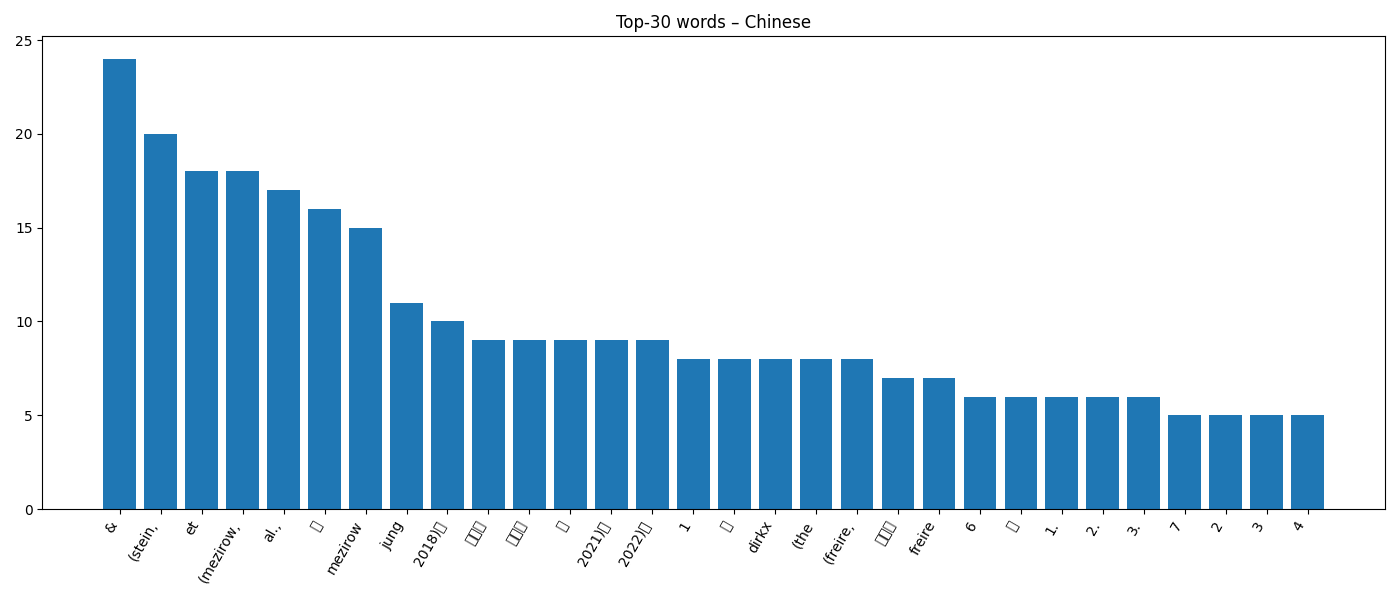 Top-30 words – Chinese
25
20
15
10
5
0
&
(stein,
et
(mezirow,
al.,
mezirow
jung
2018)
2021)
2022)
1
dirkx
(the
(freire,
freire
6
1.
2.
3.
7
2
3
4